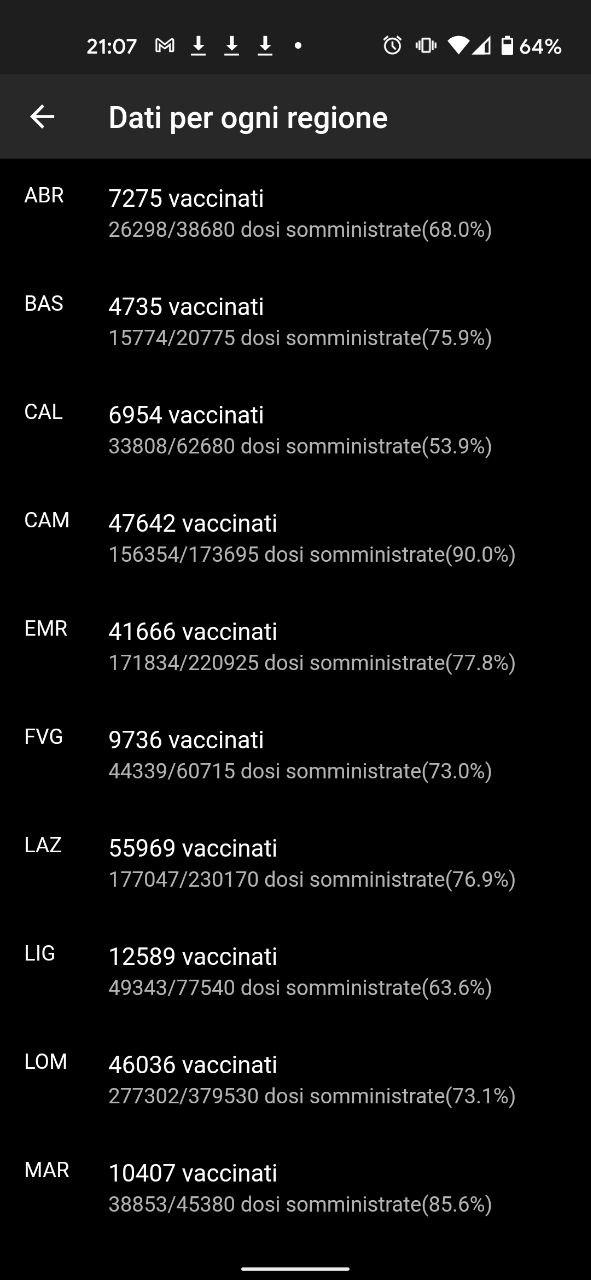 21:07 64%
Dati per ogni regione
ABR 7275 vaccinati
26298/38680 dosi somministrate(68.0%)
BAS 4735 vaccinati
15774/20775 dosi somministrate(75.9%)
CAL 6954 vaccinati
33808/62680 dosi somministrate(53.9%)
CAM 47642 vaccinati
156354/173695 dosi somministrate(90.0%)
EMR 41666 vaccinati
171834/220925 dosi somministrate(77.8%)
FVG 9736 vaccinati
44339/60715 dosi somministrate(73.0%)
LAZ 55969 vaccinati
177047/230170 dosi somministrate(76.9%)
LIG 12589 vaccinati
49343/77540 dosi somministrate(63.6%)
LOM 46036 vaccinati
277302/379530 dosi somministrate(73.1%)
MAR 10407 vaccinati
38853/45380 dosi somministrate(85.6%)